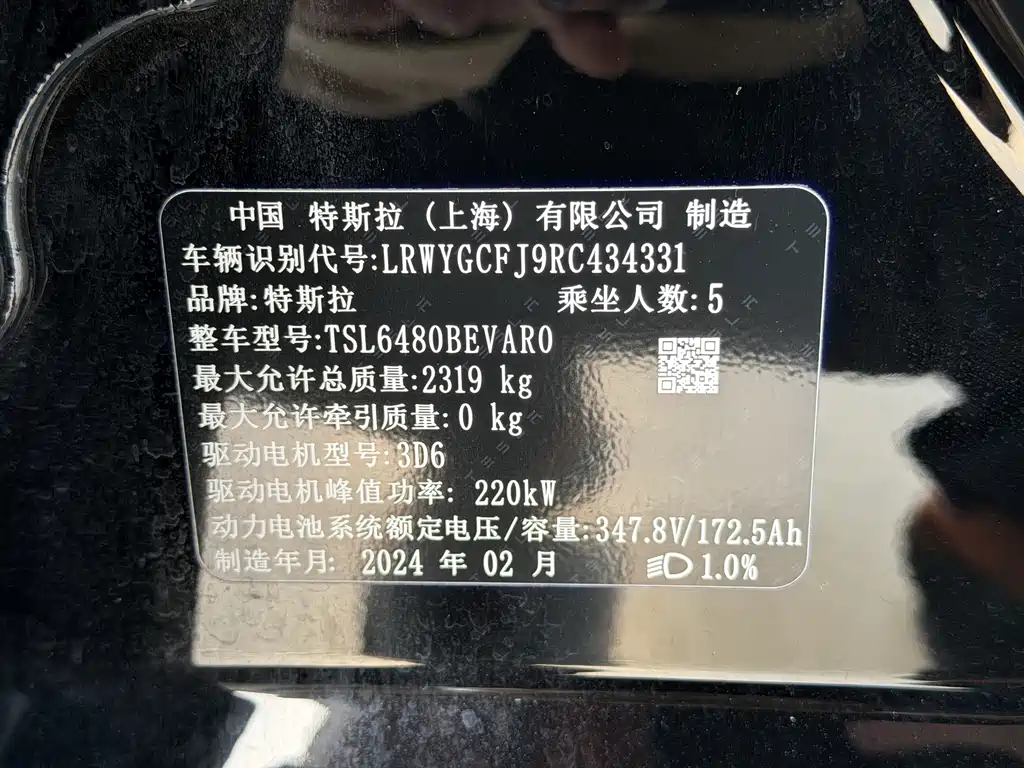 中国 特斯拉 (上海) 有限公司 制造
车辆识别代号:LRWYGCFJ9RC434331
品牌:特斯拉 乘坐人数:5
整车型号:TSL6480BEVAR0
最大允许总质量:2319 kg
最大允许牵引质量:0 kg
驱动电机型号:3D6
驱动电机峰值功率: 220kW
动力电池系统额定电压/容量:347.8V/172.5Ah
制造年月: 2024 年 02 月 1.0%